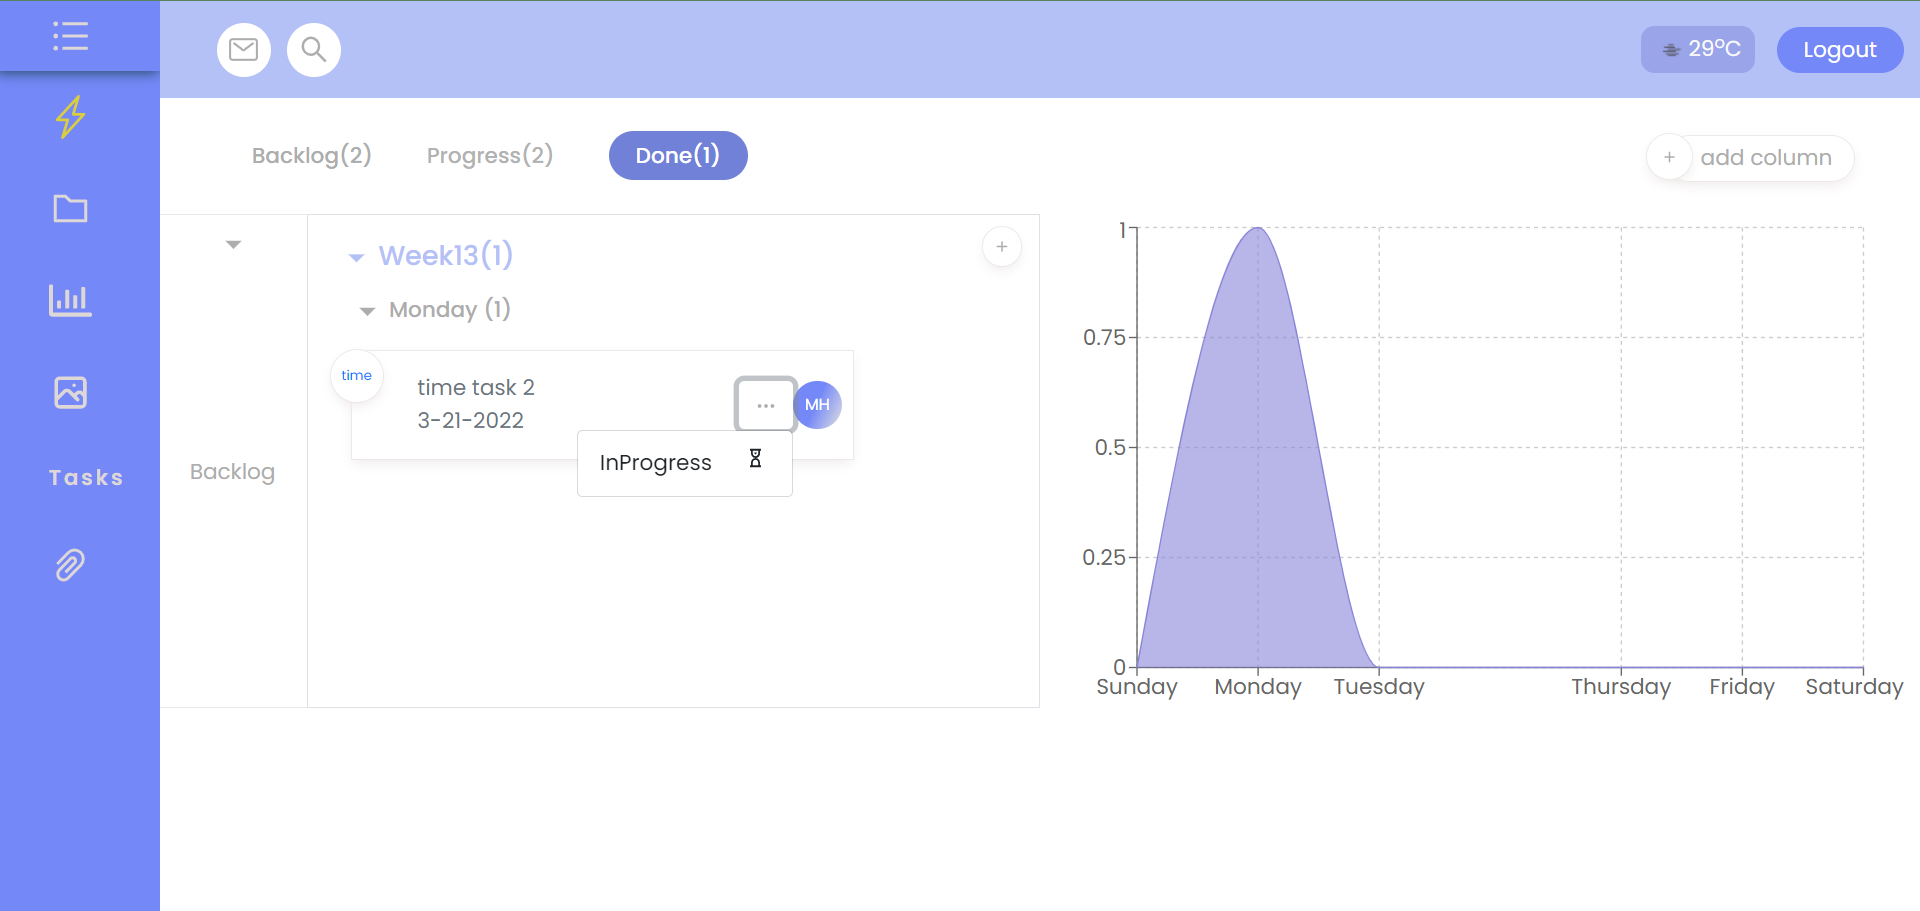 29°C
Logout
Backlog(2)
Progress(2)
Done(1)
+ add column
Week13(1)
+
Monday (1)
time
time task 2
3-21-2022
...
MH
InProgress
Tasks
Backlog
1
0.75
0.5
0.25
0
Sunday
Monday
Tuesday
Thursday
Friday
Saturday